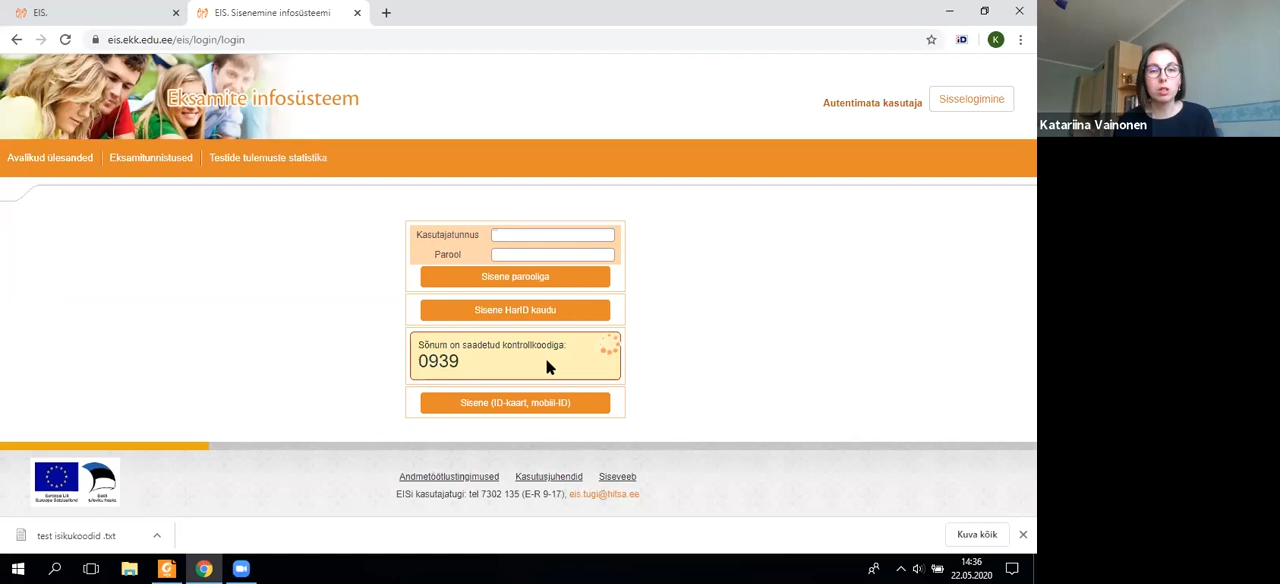 EIS.
EIS. Sisenemine infosüsteemi
eis.ekk.edu.ee/eis/login/login
iD
K
Eksamite infosüsteem
Autentimata kasutaja
Sisselogimine
Avalikud ülesanded
Eksamitunnistused
Testide tulemuste statistika
Kasutajatunnus
Parool
Sisene parooliga
Sisene HarID kaudu
Sõnum on saadetud kontrollkoodiga:
0939
Sisene (ID-kaart, mobiil-ID)
Andmetöötlustingimused Kasutusjuhendid Siseveeb
EISi kasutajatugi: tel 7302 135 (E-R 9-17), eis.tugi@hitsa.ee
test isikukoodid .txt
Kuva kõik
14:36
22.05.2020
Katariina Vainonen